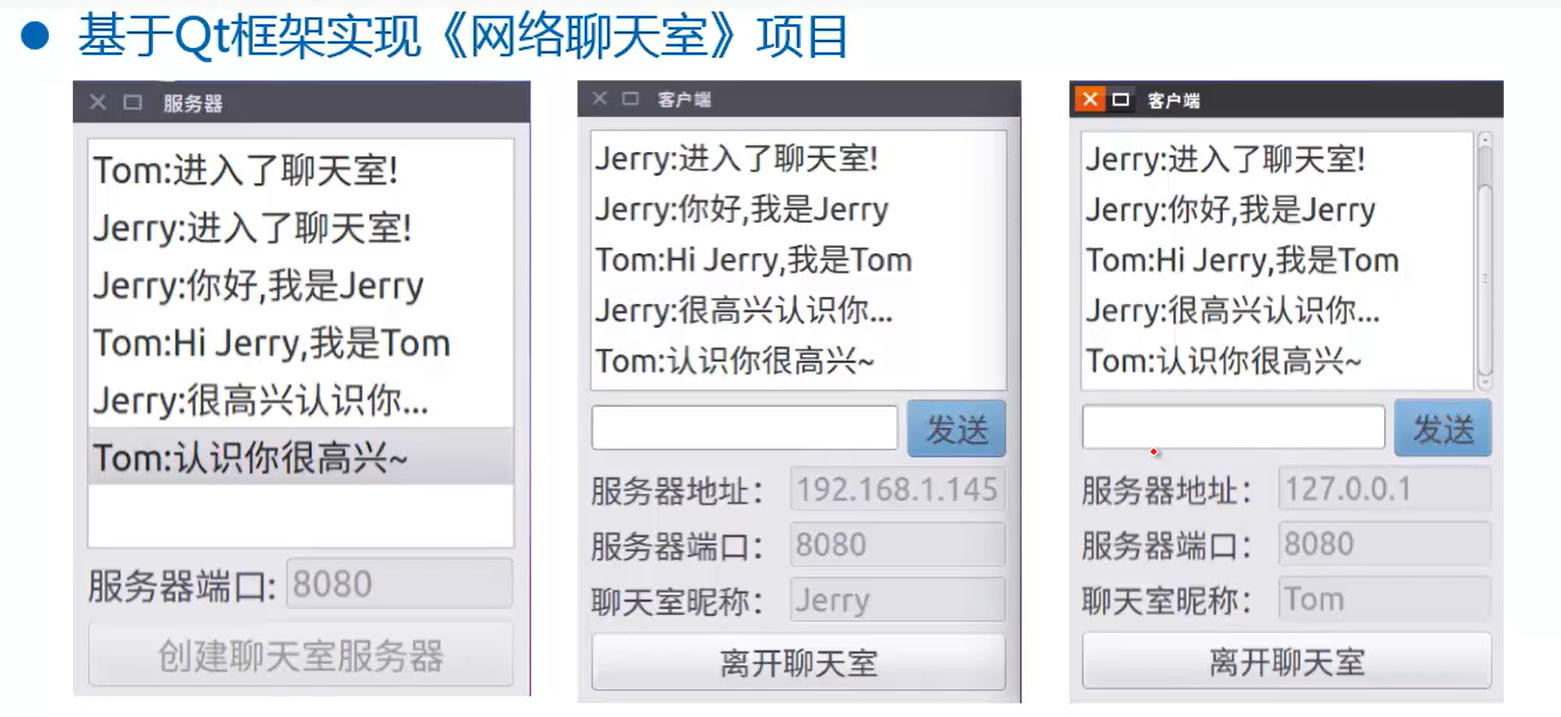 基于Qt框架实现《网络聊天室》项目
服务器
Tom:进入了聊天室!
Jerry:进入了聊天室!
Jerry:你好,我是Jerry
Tom:Hi Jerry,我是Tom
Jerry:很高兴认识你...
Tom:认识你很高兴~
服务器端口: 8080
创建聊天室服务器
客户端
Jerry:进入了聊天室!
Jerry:你好,我是Jerry
Tom:Hi Jerry,我是Tom
Jerry:很高兴认识你...
Tom:认识你很高兴~
发送
服务器地址： 192.168.1.145
服务器端口： 8080
聊天室昵称： Jerry
离开聊天室
客户端
Jerry:进入了聊天室!
Jerry:你好,我是Jerry
Tom:Hi Jerry,我是Tom
Jerry:很高兴认识你...
Tom:认识你很高兴~
发送
服务器地址： 127.0.0.1
服务器端口： 8080
聊天室昵称： Tom
离开聊天室